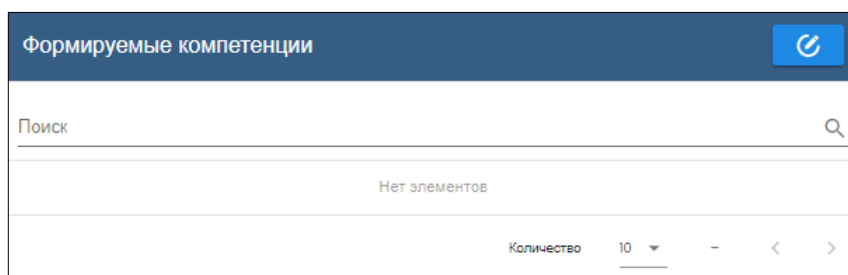 Формируемые компетенции
Поиск
Нет элементов
Количество 10 –